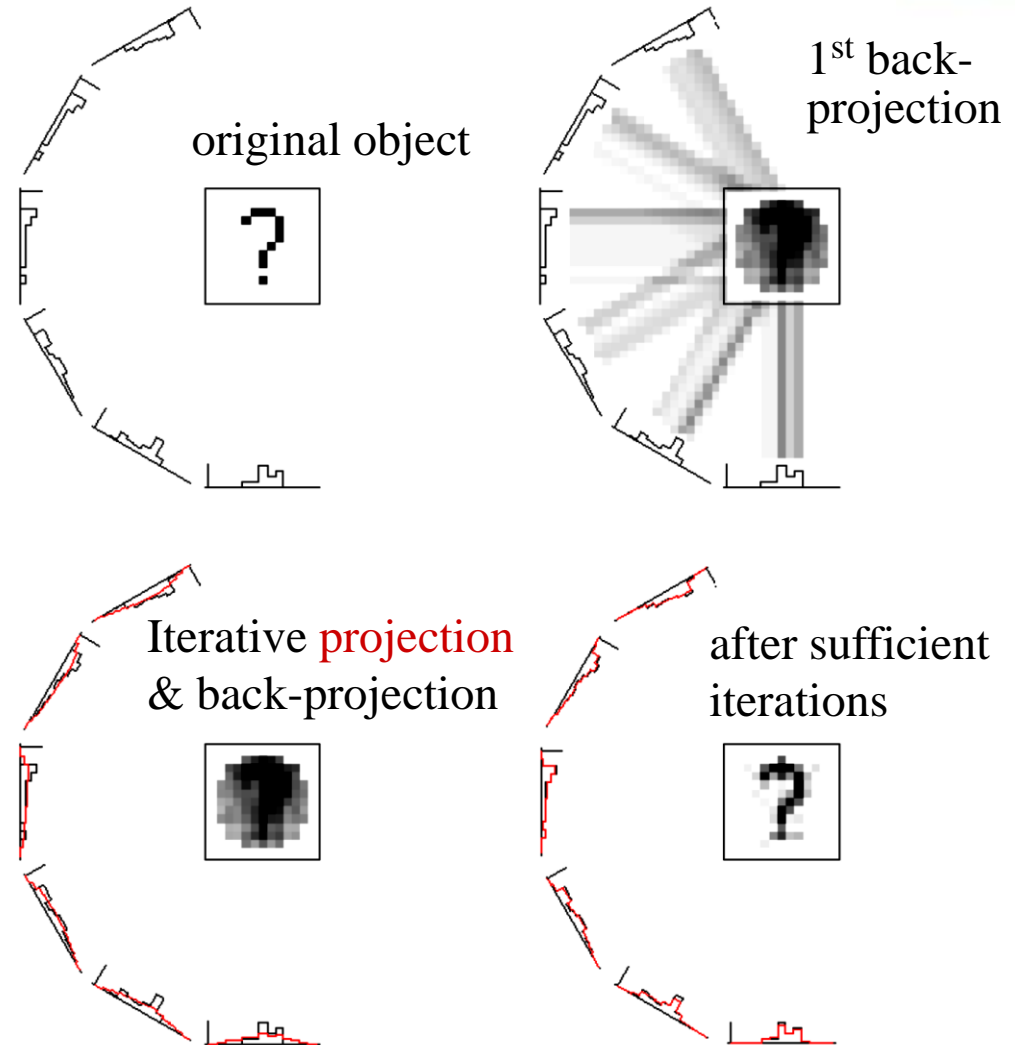 original object
1st back-
projection
Iterative projection
& back-projection
after sufficient
iterations
?